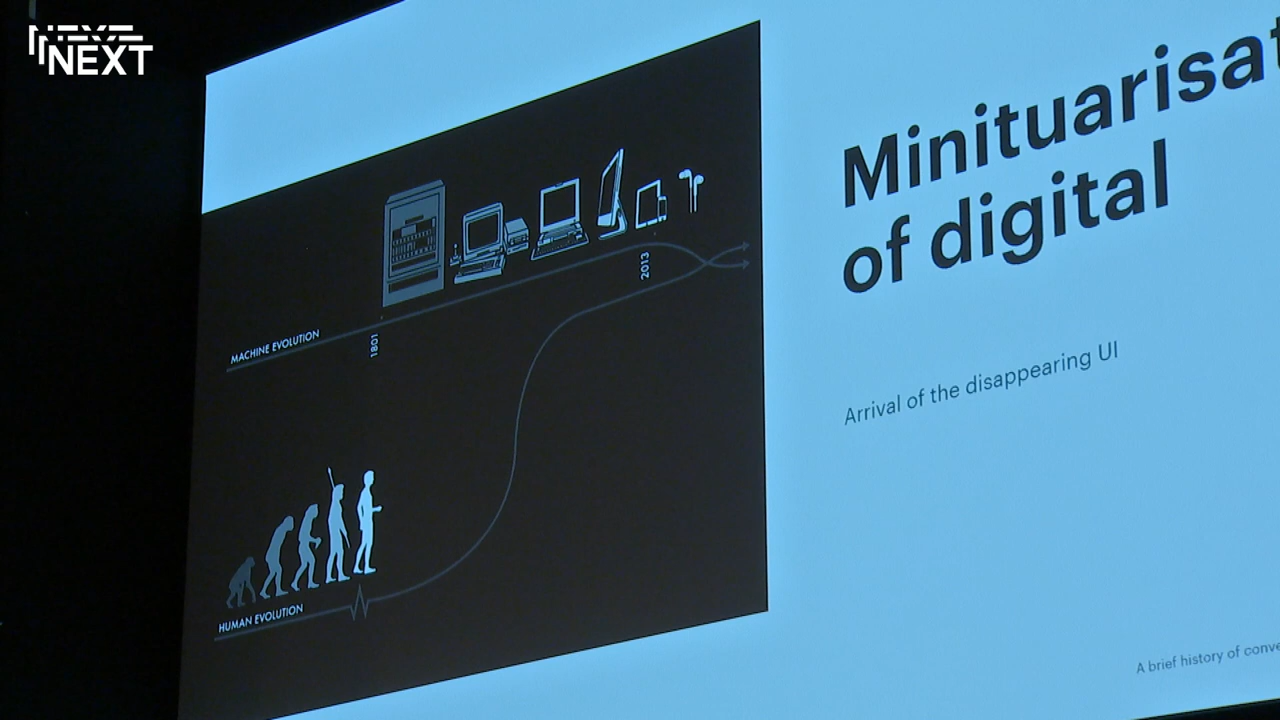 NEXT
Minituarisat
of digital
Arrival of the disappearing UI
MACHINE EVOLUTION
1801
2013
HUMAN EVOLUTION
A brief history of conve